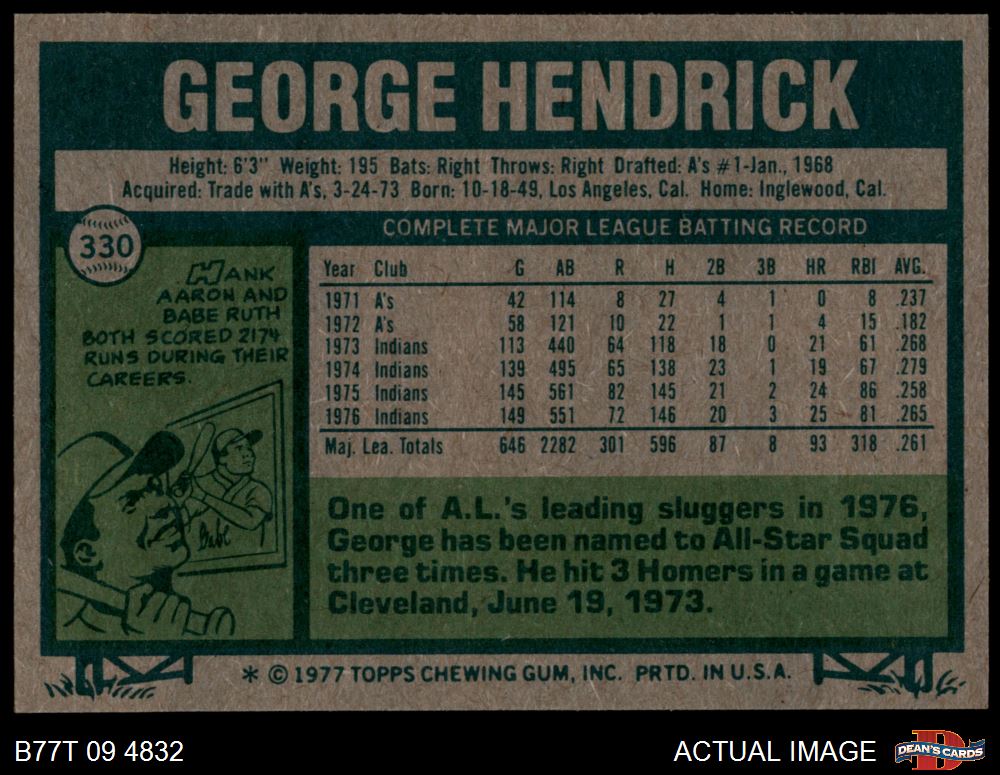 GEORGE HENDRICK
Height: 6'3" Weight: 195 Bats: Right Throws: Right Drafted: A's #1-Jan., 1968
Acquired: Trade with A's, 3-24-73 Born: 10-18-49, Los Angeles, Cal. Home: Inglewood, Cal.
330
HANK
AARON AND
BABE RUTH
BOTH SCORED 2174
RUNS DURING THEIR
CAREERS.
Babe
COMPLETE MAJOR LEAGUE BATTING RECORD
Year Club G AB R H 2B 3B HR RBI AVG.
1971 A's 42 114 8 27 4 1 0 8 .237
1972 A's 58 121 10 22 1 1 4 15 .182
1973 Indians 113 440 64 118 18 0 21 61 .268
1974 Indians 139 495 65 138 23 1 19 67 .279
1975 Indians 145 561 82 145 21 2 24 86 .258
1976 Indians 149 551 72 146 20 3 25 81 .265
Maj. Lea. Totals 646 2282 301 596 87 8 93 318 .261
One of A.L.'s leading sluggers in 1976,
George has been named to All-Star Squad
three times. He hit 3 Homers in a game at
Cleveland, June 19, 1973.
* © 1977 TOPPS CHEWING GUM, INC. PRTD. IN U.S.A.
B77T 09 4832
ACTUAL IMAGE
D
DEAN'S CARDS